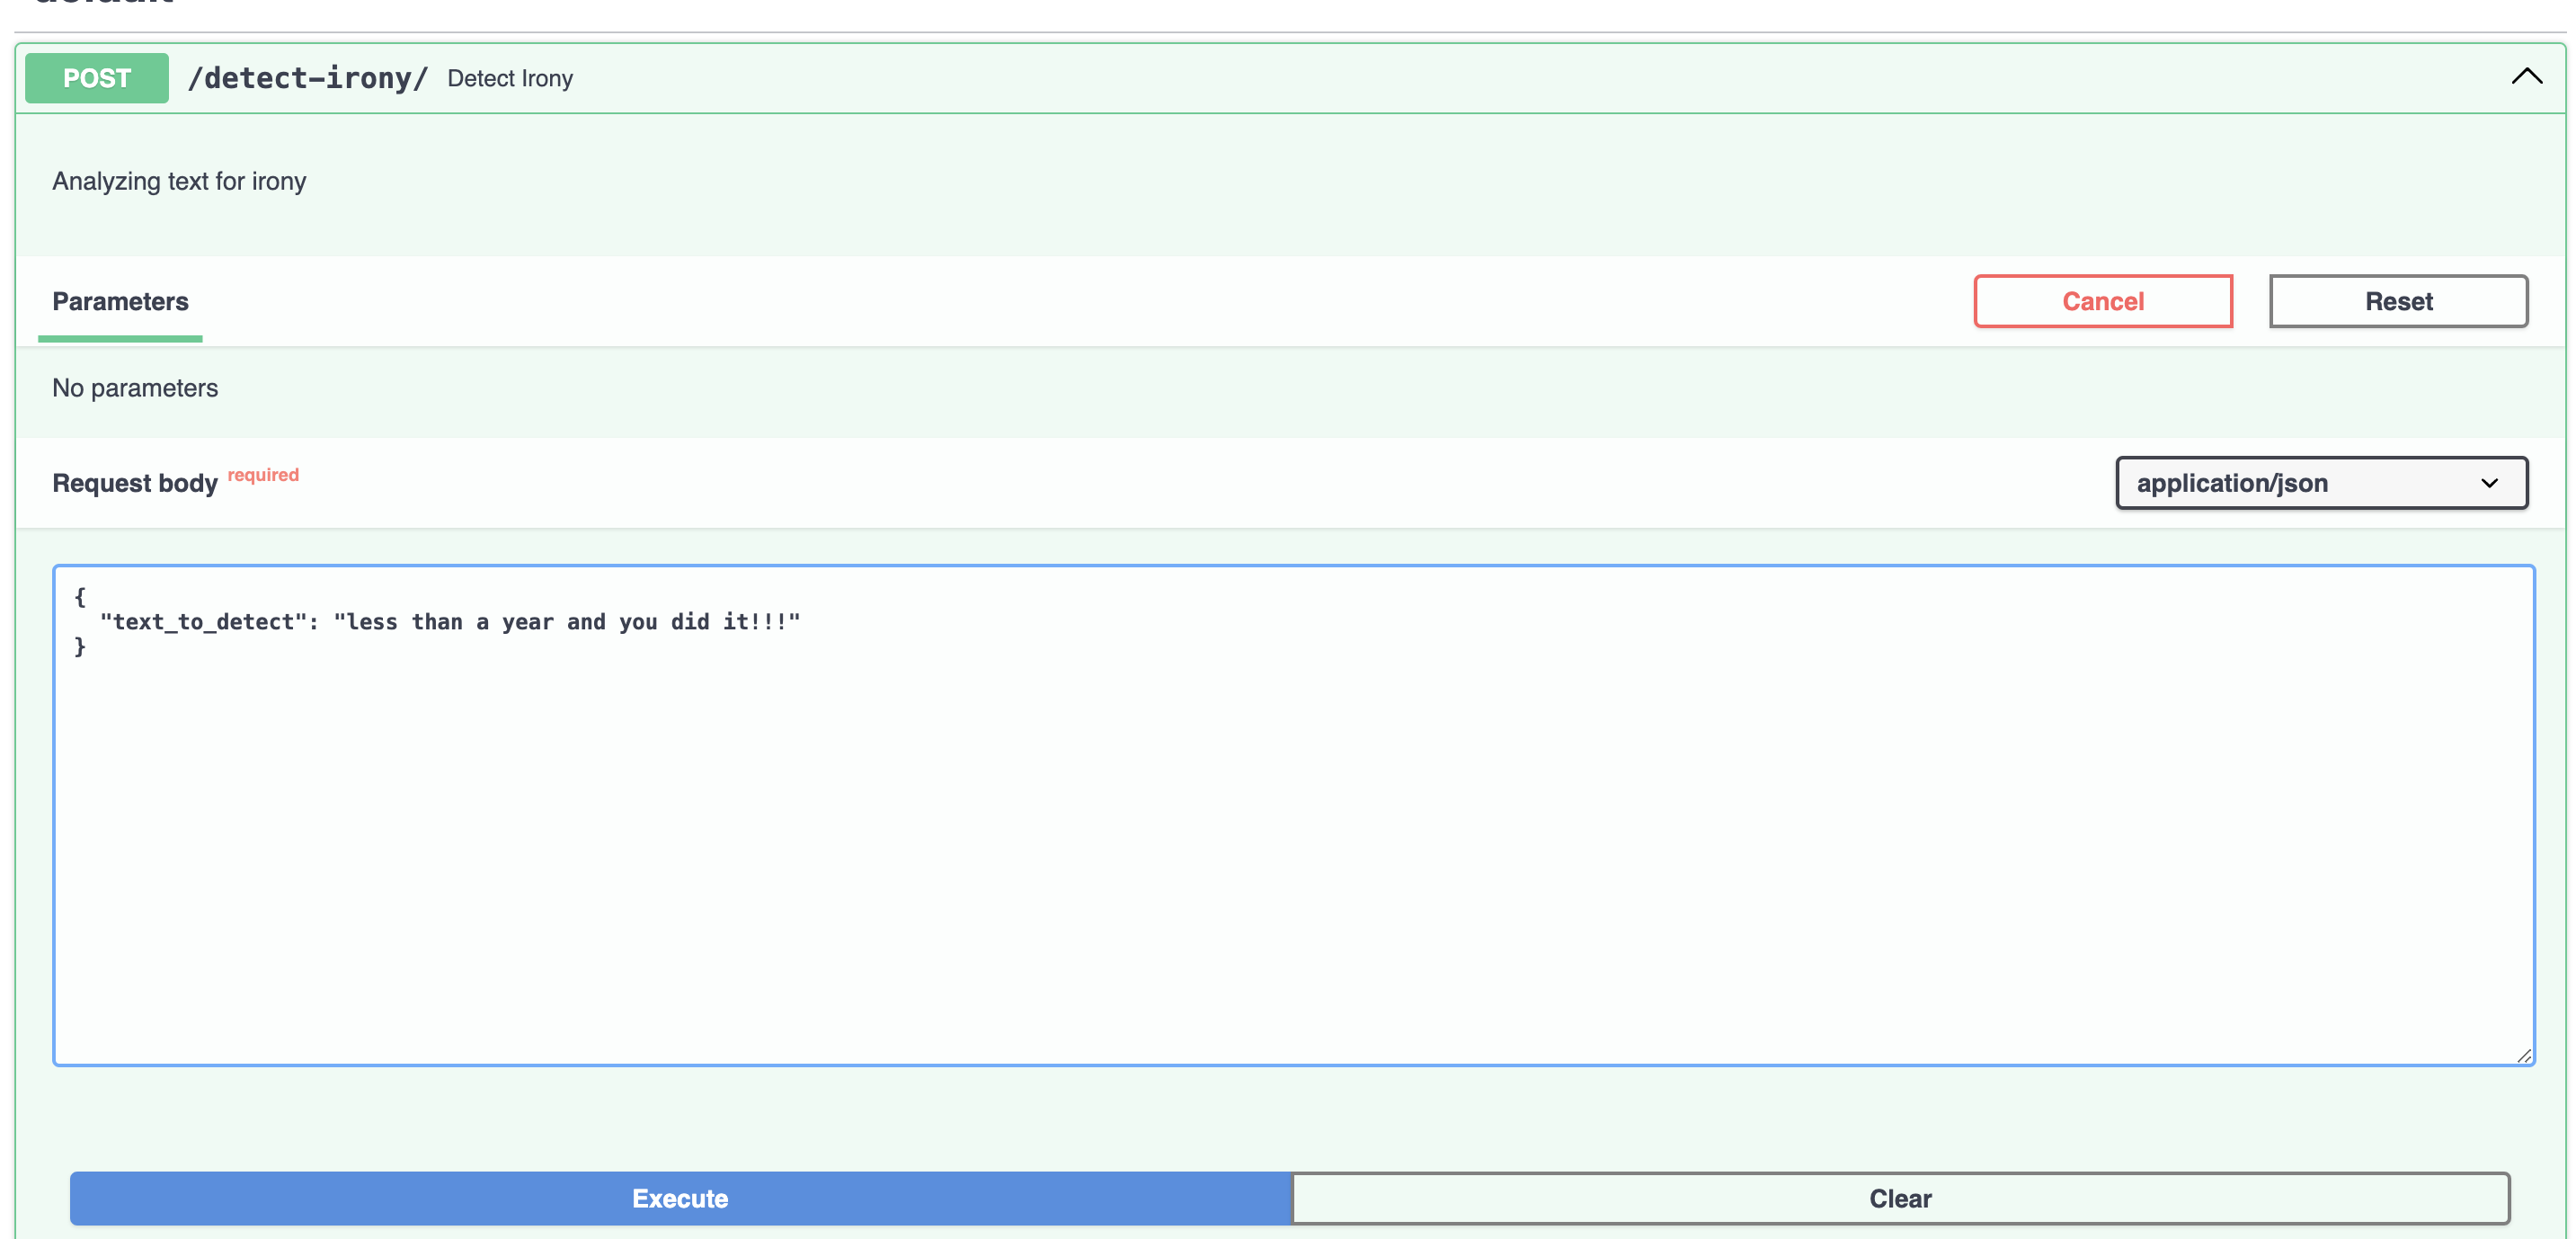 default
POST /detect-irony/ Detect Irony
Analyzing text for irony
Parameters
Cancel
Reset
No parameters
Request body required
application/json
{
  "text_to_detect": "less than a year and you did it!!!"
}
Execute
Clear